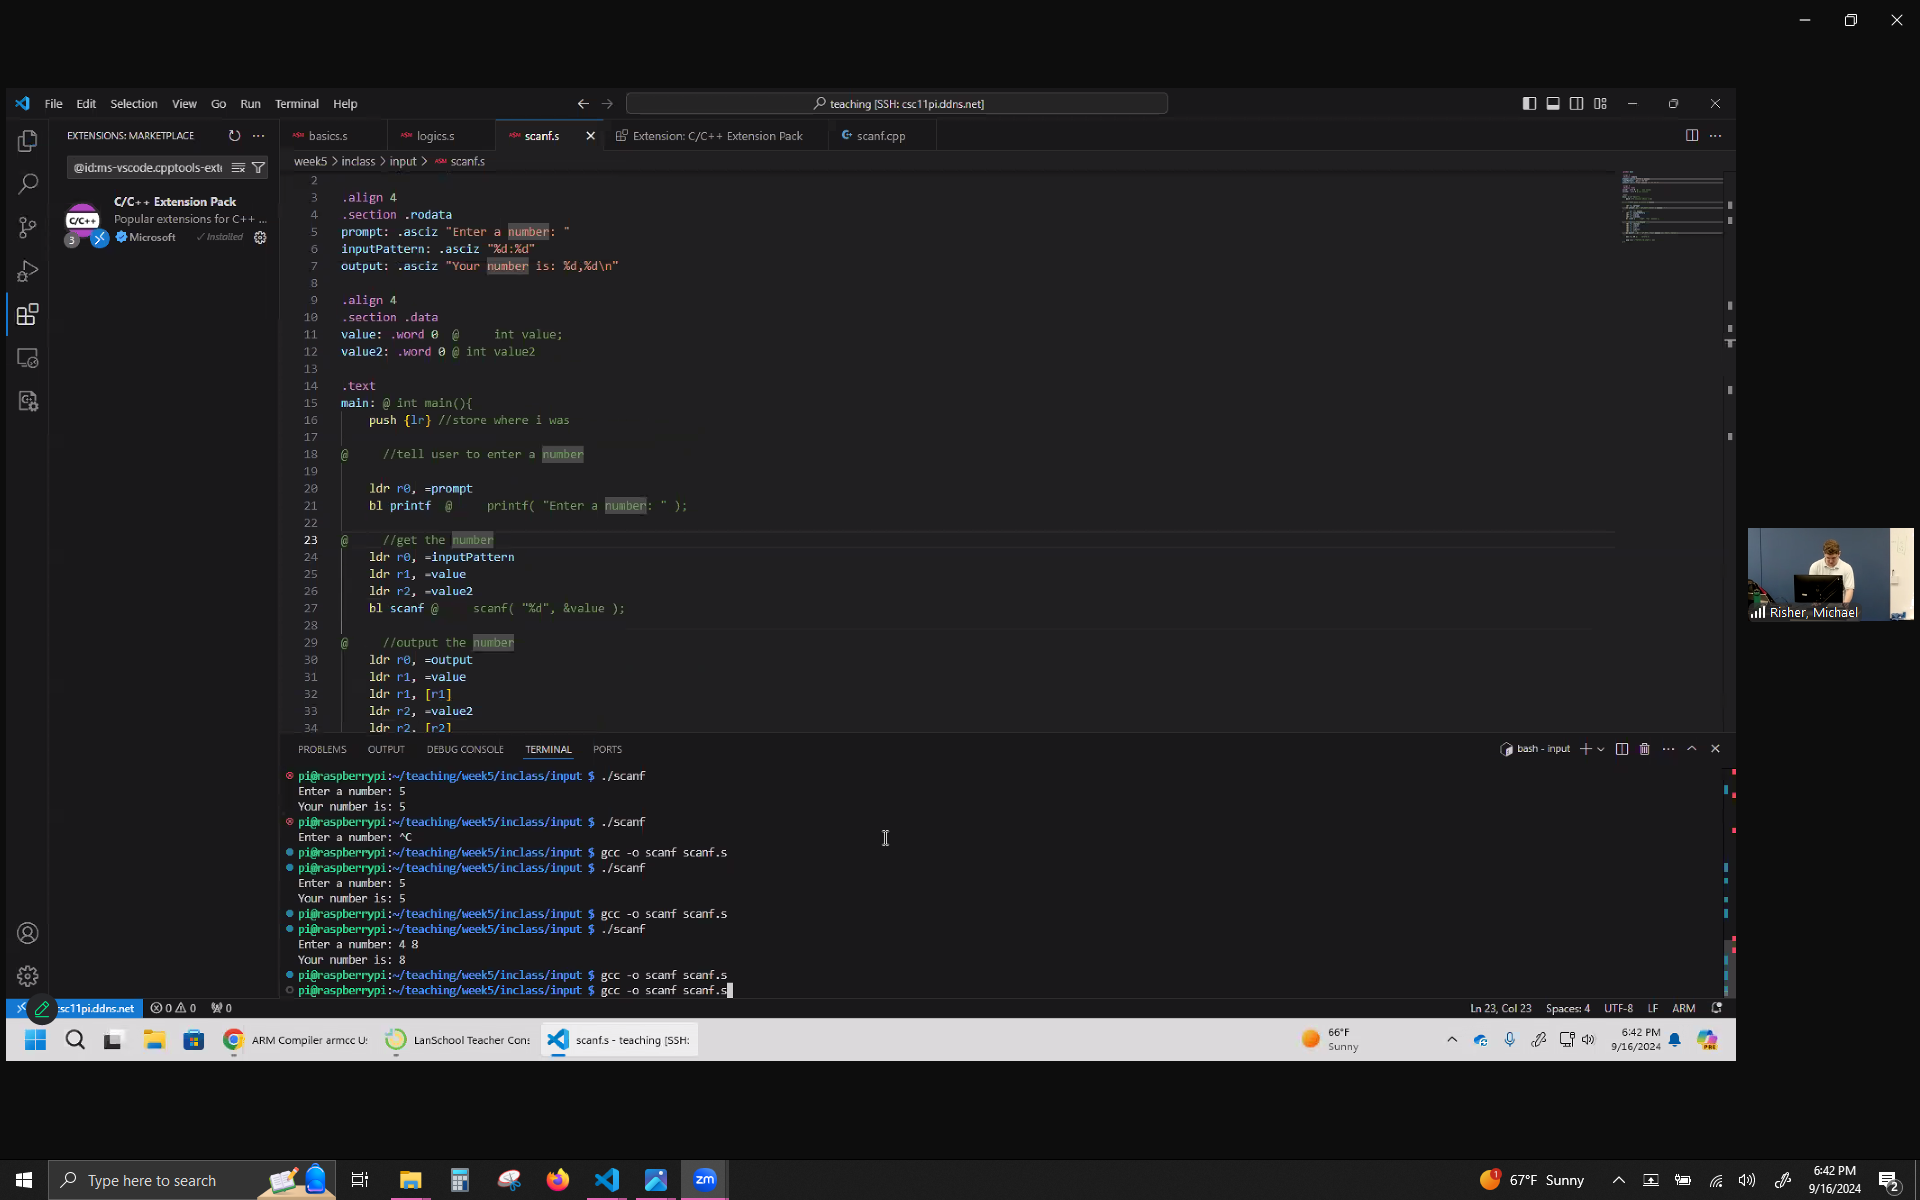 File Edit Selection View Go Run Terminal Help
teaching [SSH: csc11pi.ddns.net]
EXTENSIONS: MARKETPLACE
basics.s
logics.s
scanf.s
Extension: C/C++ Extension Pack
scanf.cpp
@id:ms-vscode.cpptools-exte
week5 > inclass > input > scanf.s
C/C++ Extension Pack
Popular extensions for C++ ...
Microsoft
Installed
C/C++
3
2
3 .align 4
4 .section .rodata
5 prompt: .asciz "Enter a number: "
6 inputPattern: .asciz "%d:%d"
7 output: .asciz "Your number is: %d,%d\n"
8
9 .align 4
10 .section .data
11 value: .word 0 @ int value;
12 value2: .word 0 @ int value2
13
14 .text
15 main: @ int main(){
16 push {lr} //store where i was
17
18 @ //tell user to enter a number
19
20 ldr r0, =prompt
21 bl printf @ printf( "Enter a number: " );
22
23 @ //get the number
24 ldr r0, =inputPattern
25 ldr r1, =value
26 ldr r2, =value2
27 bl scanf @ scanf( "%d", &value );
28
29 @ //output the number
30 ldr r0, =output
31 ldr r1, =value
32 ldr r1, [r1]
33 ldr r2, =value2
34 ldr r2, [r2]
PROBLEMS OUTPUT DEBUG CONSOLE TERMINAL PORTS
bash - input
pi@raspberrypi:~/teaching/week5/inclass/input $ ./scanf
Enter a number: 5
Your number is: 5
pi@raspberrypi:~/teaching/week5/inclass/input $ ./scanf
Enter a number: ^C
pi@raspberrypi:~/teaching/week5/inclass/input $ gcc -o scanf scanf.s
pi@raspberrypi:~/teaching/week5/inclass/input $ ./scanf
Enter a number: 5
Your number is: 5
pi@raspberrypi:~/teaching/week5/inclass/input $ gcc -o scanf scanf.s
pi@raspberrypi:~/teaching/week5/inclass/input $ ./scanf
Enter a number: 4 8
Your number is: 8
pi@raspberrypi:~/teaching/week5/inclass/input $ gcc -o scanf scanf.s
pi@raspberrypi:~/teaching/week5/inclass/input $ gcc -o scanf scanf.s
Risher, Michael
csc11pi.ddns.net
0 0
0
Ln 23, Col 23 Spaces: 4 UTF-8 LF ARM
ARM Compiler armcc Us
LanSchool Teacher Cons
scanf.s - teaching [SSH:
66°F
Sunny
6:42 PM
9/16/2024
PRE
Type here to search
zm
1
67°F Sunny
6:42 PM
9/16/2024
2